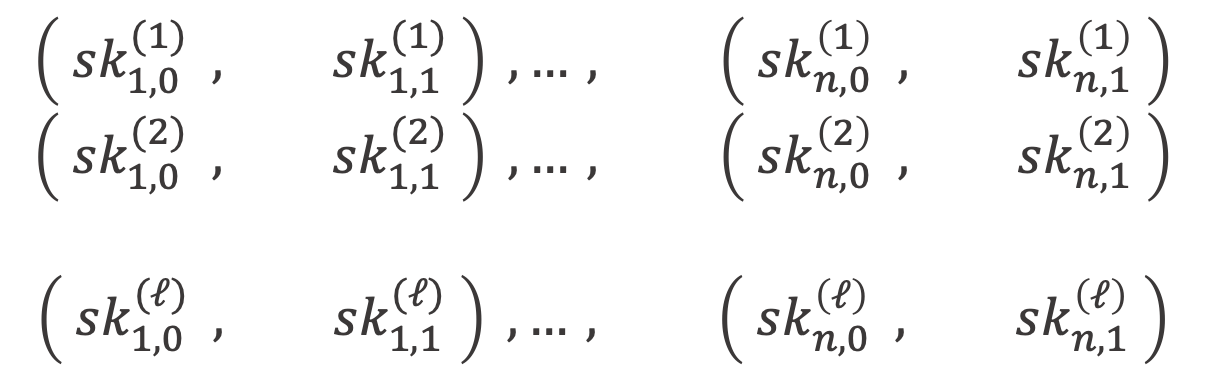 ( sk_{1,0}^{(1)} , sk_{1,1}^{(1)} ) , ... , ( sk_{n,0}^{(1)} , sk_{n,1}^{(1)} )
( sk_{1,0}^{(2)} , sk_{1,1}^{(2)} ) , ... , ( sk_{n,0}^{(2)} , sk_{n,1}^{(2)} )
( sk_{1,0}^{(ℓ)} , sk_{1,1}^{(ℓ)} ) , ... , ( sk_{n,0}^{(ℓ)} , sk_{n,1}^{(ℓ)} )